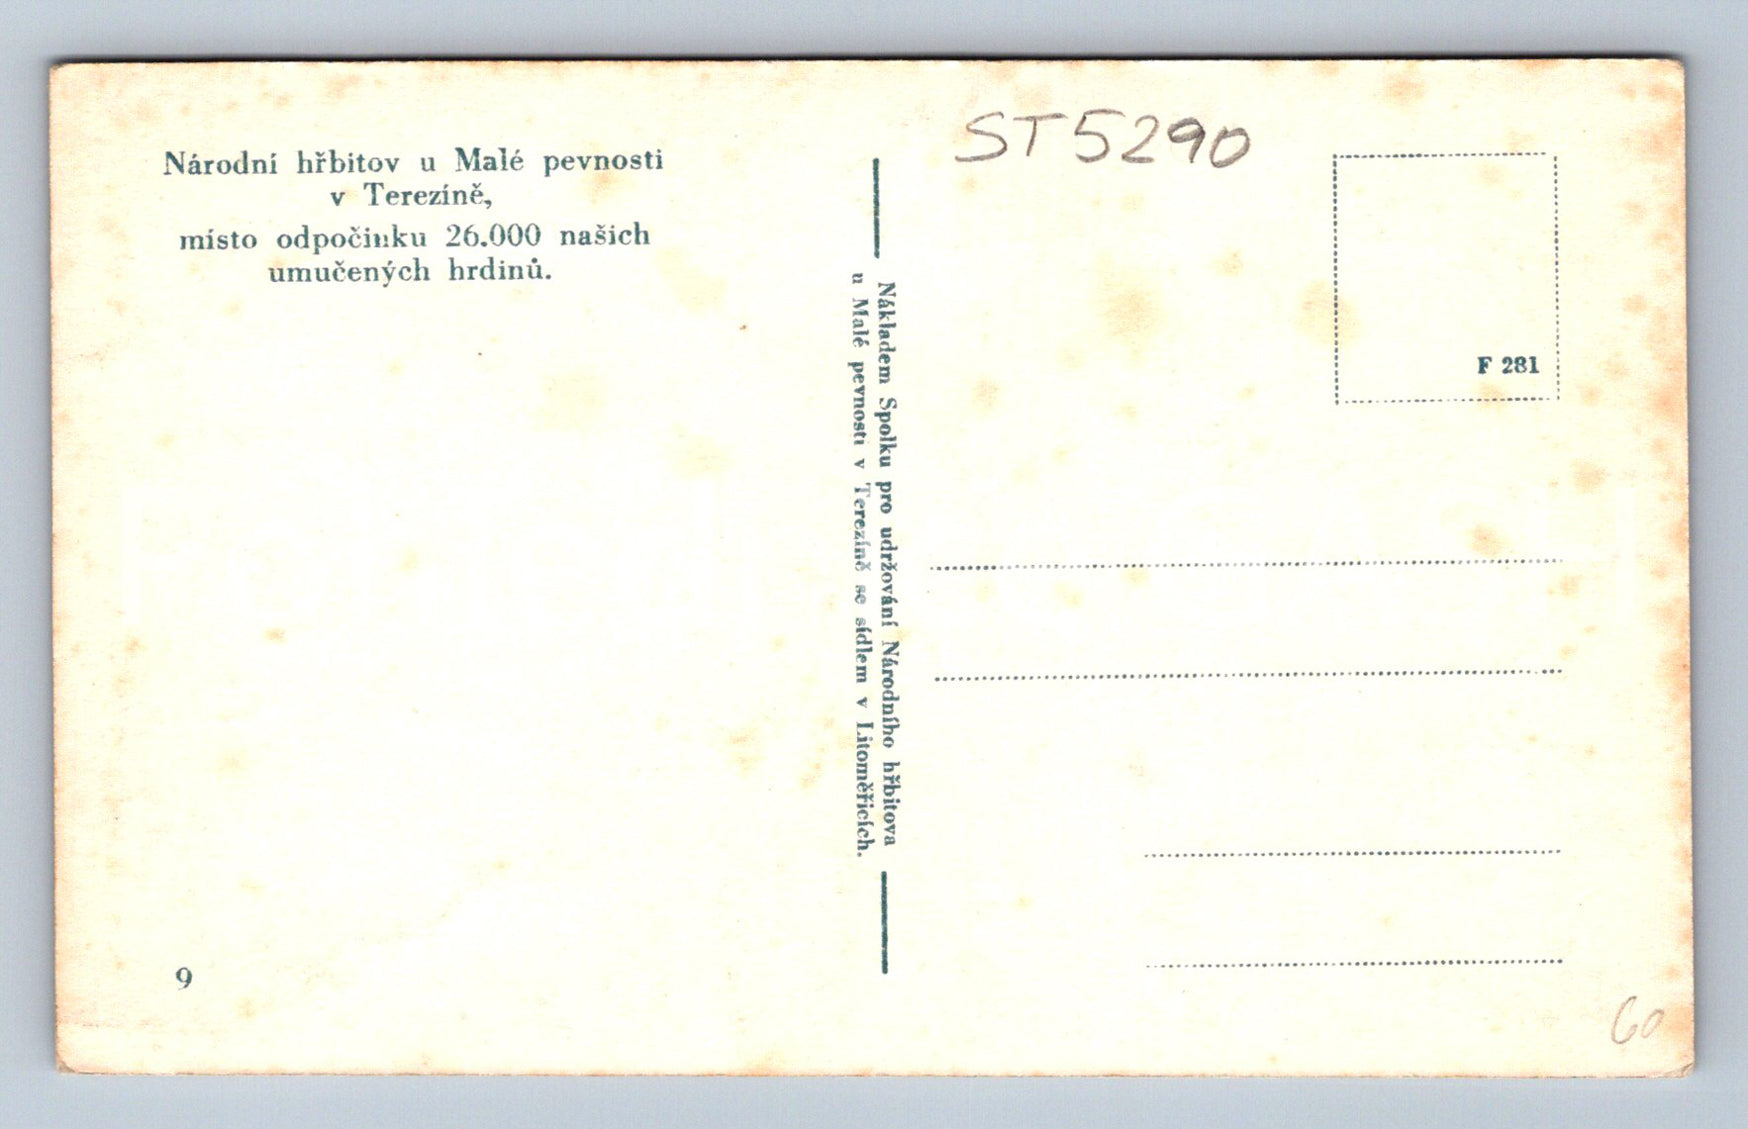 Národní hřbitov u Malé pevnosti
v Terezíně,
místo odpočinku 26.000 našich
umučených hrdinů.
9
Nákladem Spolku pro udržování Národního hřbitova
u Malé pevnosti v Terezíně se sídlem v Litoměřicích.
ST5290
F 281
60